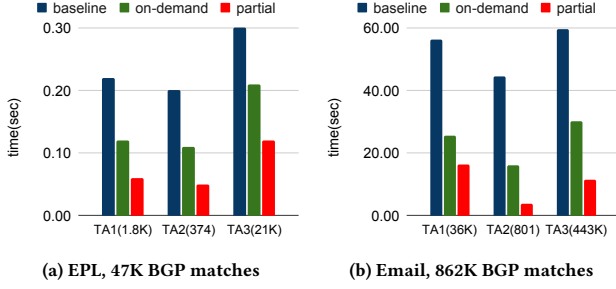 baseline on-demand partial
0.30
0.20
0.10
0.00
time(sec)
TA1(1.8K) TA2(374) TA3(21K)
(a) EPL, 47K BGP matches
baseline on-demand partial
60.00
40.00
20.00
0.00
time(sec)
TA1(36K) TA2(801) TA3(443K)
(b) Email, 862K BGP matches